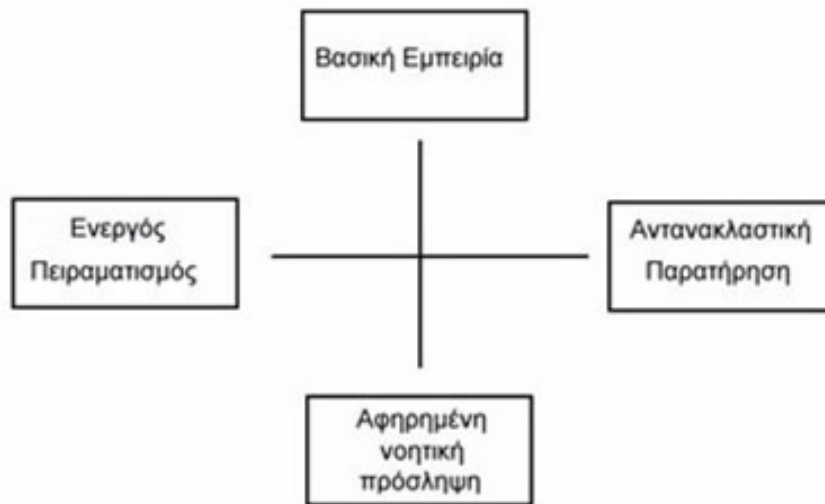 Βασική Εμπειρία
Ενεργός
Πειραματισμός
Αντανακλαστική
Παρατήρηση
Αφηρημένη
νοητική
πρόσληψη